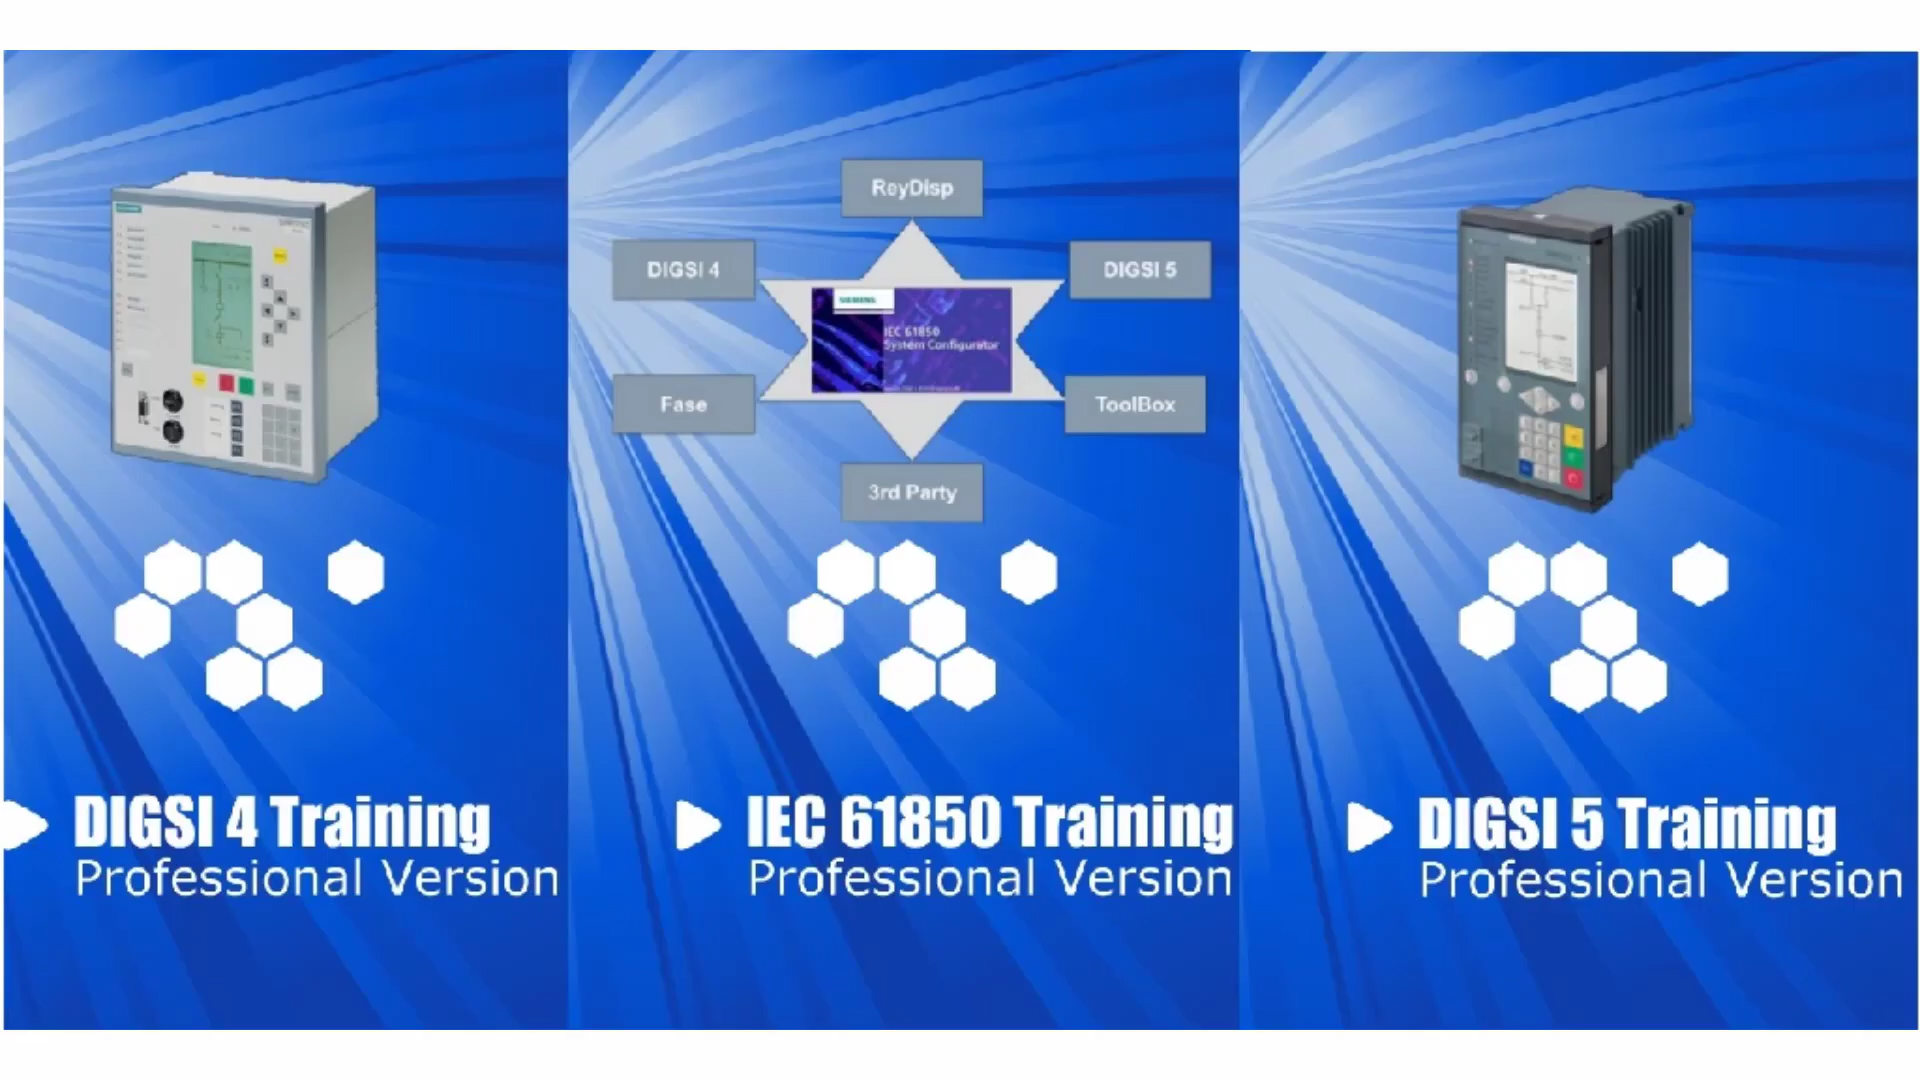 DIGSI 4 Training
Professional Version
ReyDisp
DIGSI 4
DIGSI 5
SIEMENS
IEC 61850
System Configurator
Fase
ToolBox
3rd Party
IEC 61850 Training
Professional Version
DIGSI 5 Training
Professional Version